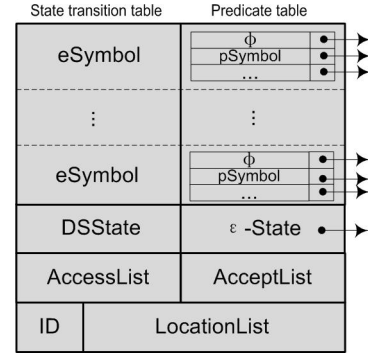 State transition table Predicate table
eSymbol
ϕ
pSymbol
...
⋮ ⋮
eSymbol
ϕ
pSymbol
...
DSState ε-State
AccessList AcceptList
ID LocationList